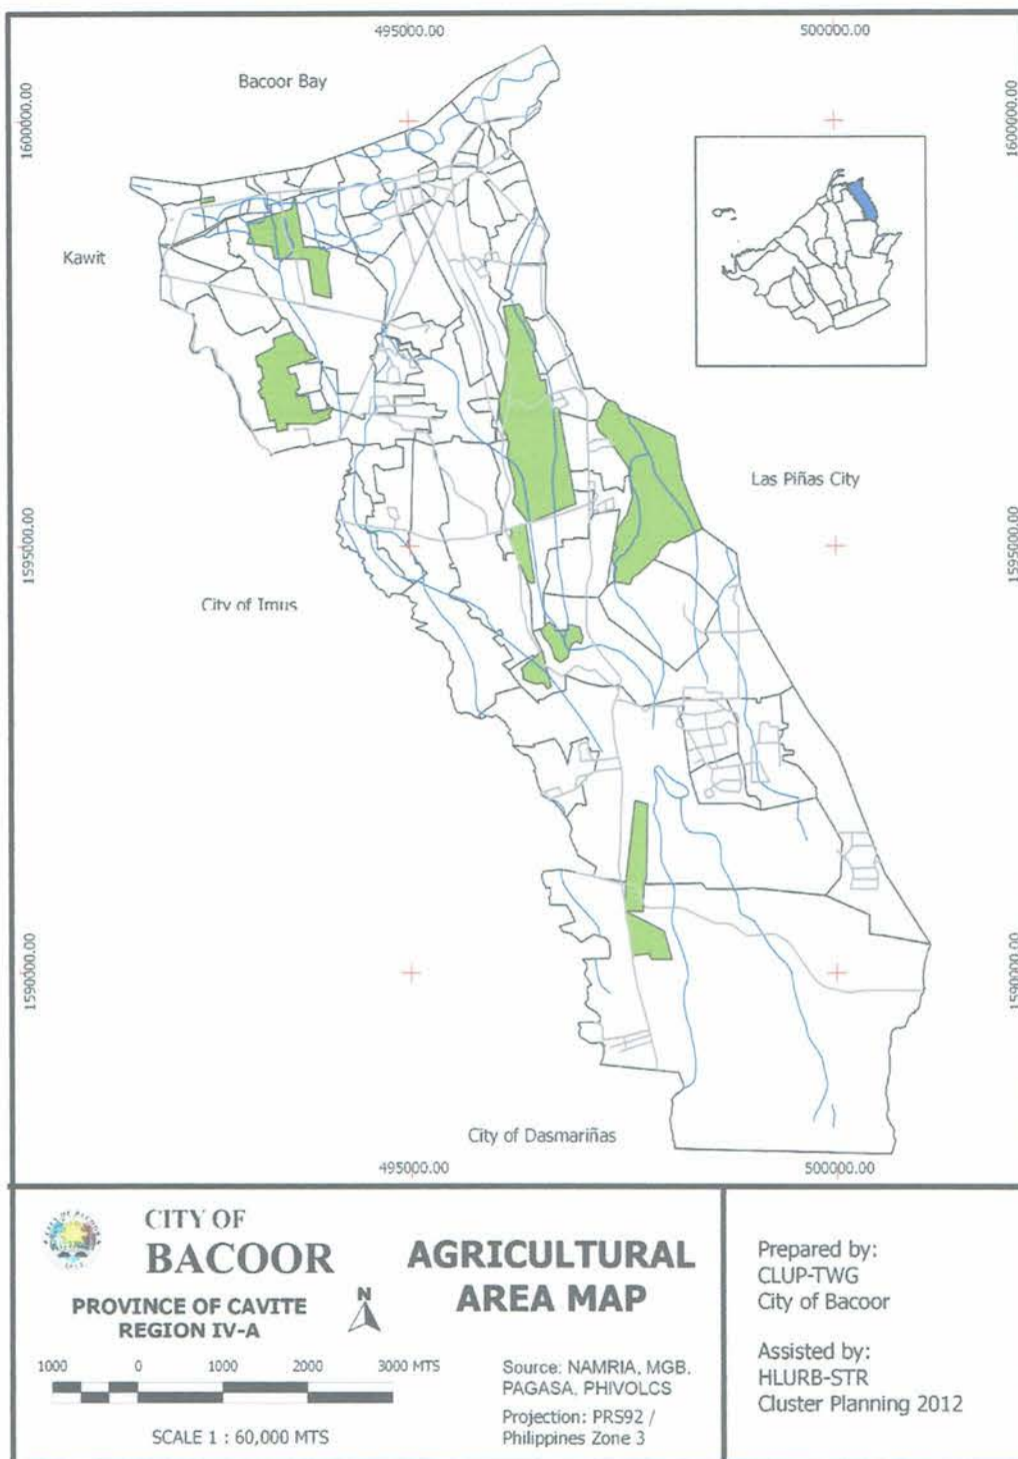 495000.00
500000.00
Bacoor Bay
1600000.00
1600000.00
Kawit
Las Piñas City
1595000.00
1595000.00
City of Imus
1590000.00
1590000.00
City of Dasmariñas
495000.00
500000.00
CITY OF
BACOOR
PROVINCE OF CAVITE
REGION IV-A
N
AGRICULTURAL
AREA MAP
1000 0 1000 2000 3000 MTS
SCALE 1 : 60,000 MTS
Source: NAMRIA, MGB.
PAGASA. PHIVOLCS
Projection: PRS92 /
Philippines Zone 3
Prepared by:
CLUP-TWG
City of Bacoor
Assisted by:
HLURB-STR
Cluster Planning 2012